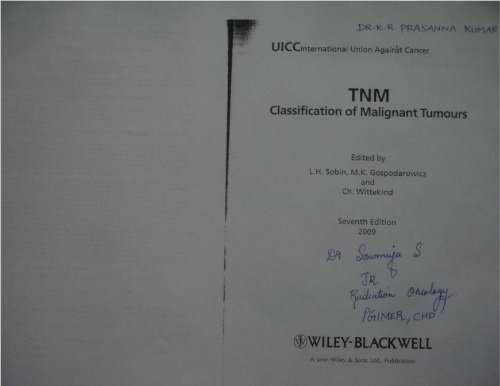 DR. K. R. PRASANNA KUMAR
UICC International Union Against Cancer
TNM
Classification of Malignant Tumours
Edited by
L.H. Sobin, M.K. Gospodarowicz
and
Ch. Wittekind
Seventh Edition
2009
Dr. Sowmya S
JR
Radiation Oncology
PGIMER, CHD
WILEY-BLACKWELL
A John Wiley & Sons, Ltd., Publication